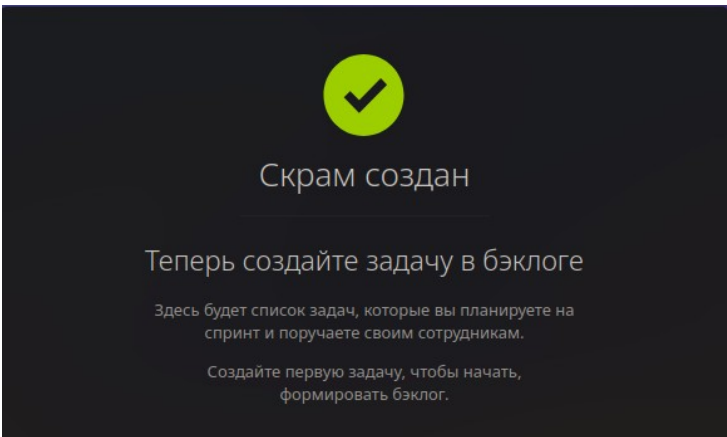 Скрам создан
Теперь создайте задачу в бэклоге
Здесь будет список задач, которые вы планируете на
спринт и поручаете своим сотрудникам.
Создайте первую задачу, чтобы начать,
формировать бэклог.